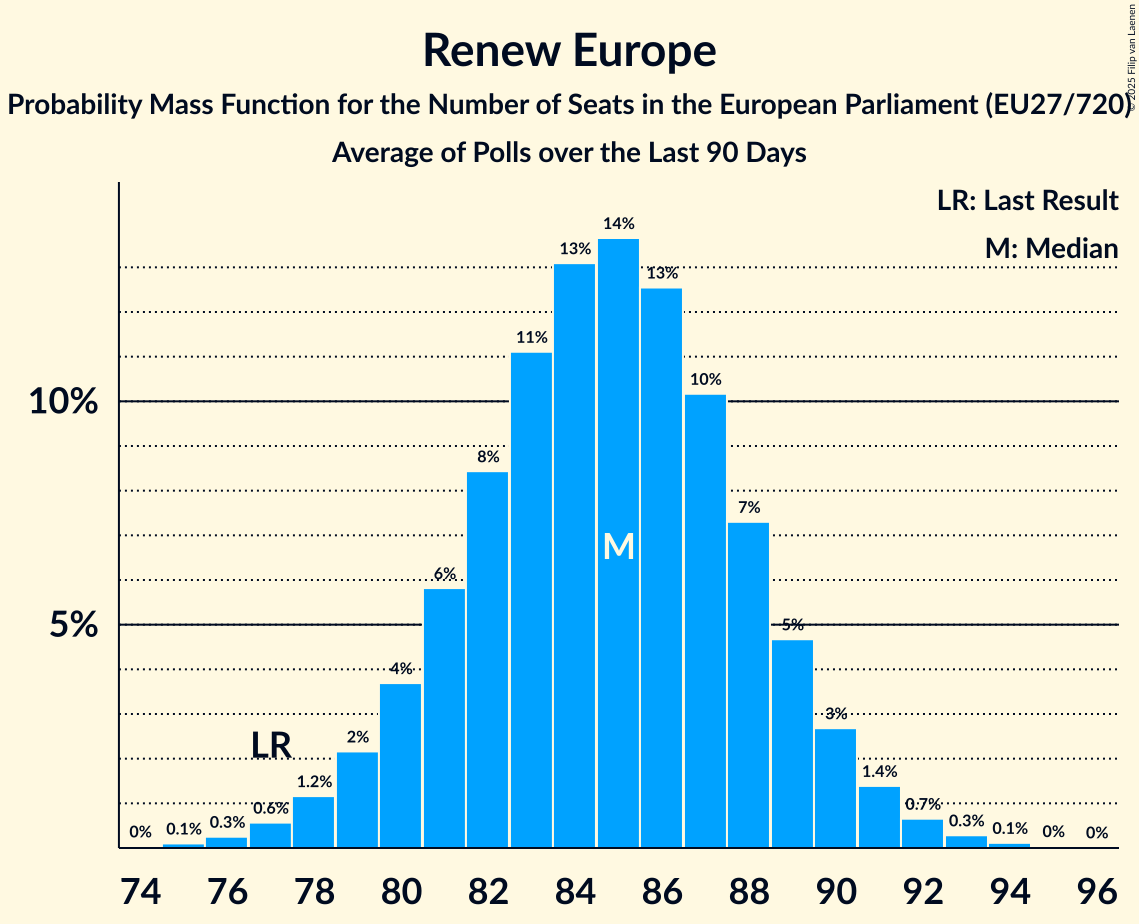 Renew Europe
Probability Mass Function for the Number of Seats in the European Parliament (EU27/720)
Average of Polls over the Last 90 Days
© 2025 Filip van Laenen
LR: Last Result
M: Median
10%
5%
0%
0.1%
0.3%
0.6%
1.2%
2%
4%
6%
8%
11%
13%
14%
13%
10%
7%
5%
3%
1.4%
0.7%
0.3%
0.1%
0%
0%
LR
M
74 76 78 80 82 84 86 88 90 92 94 96